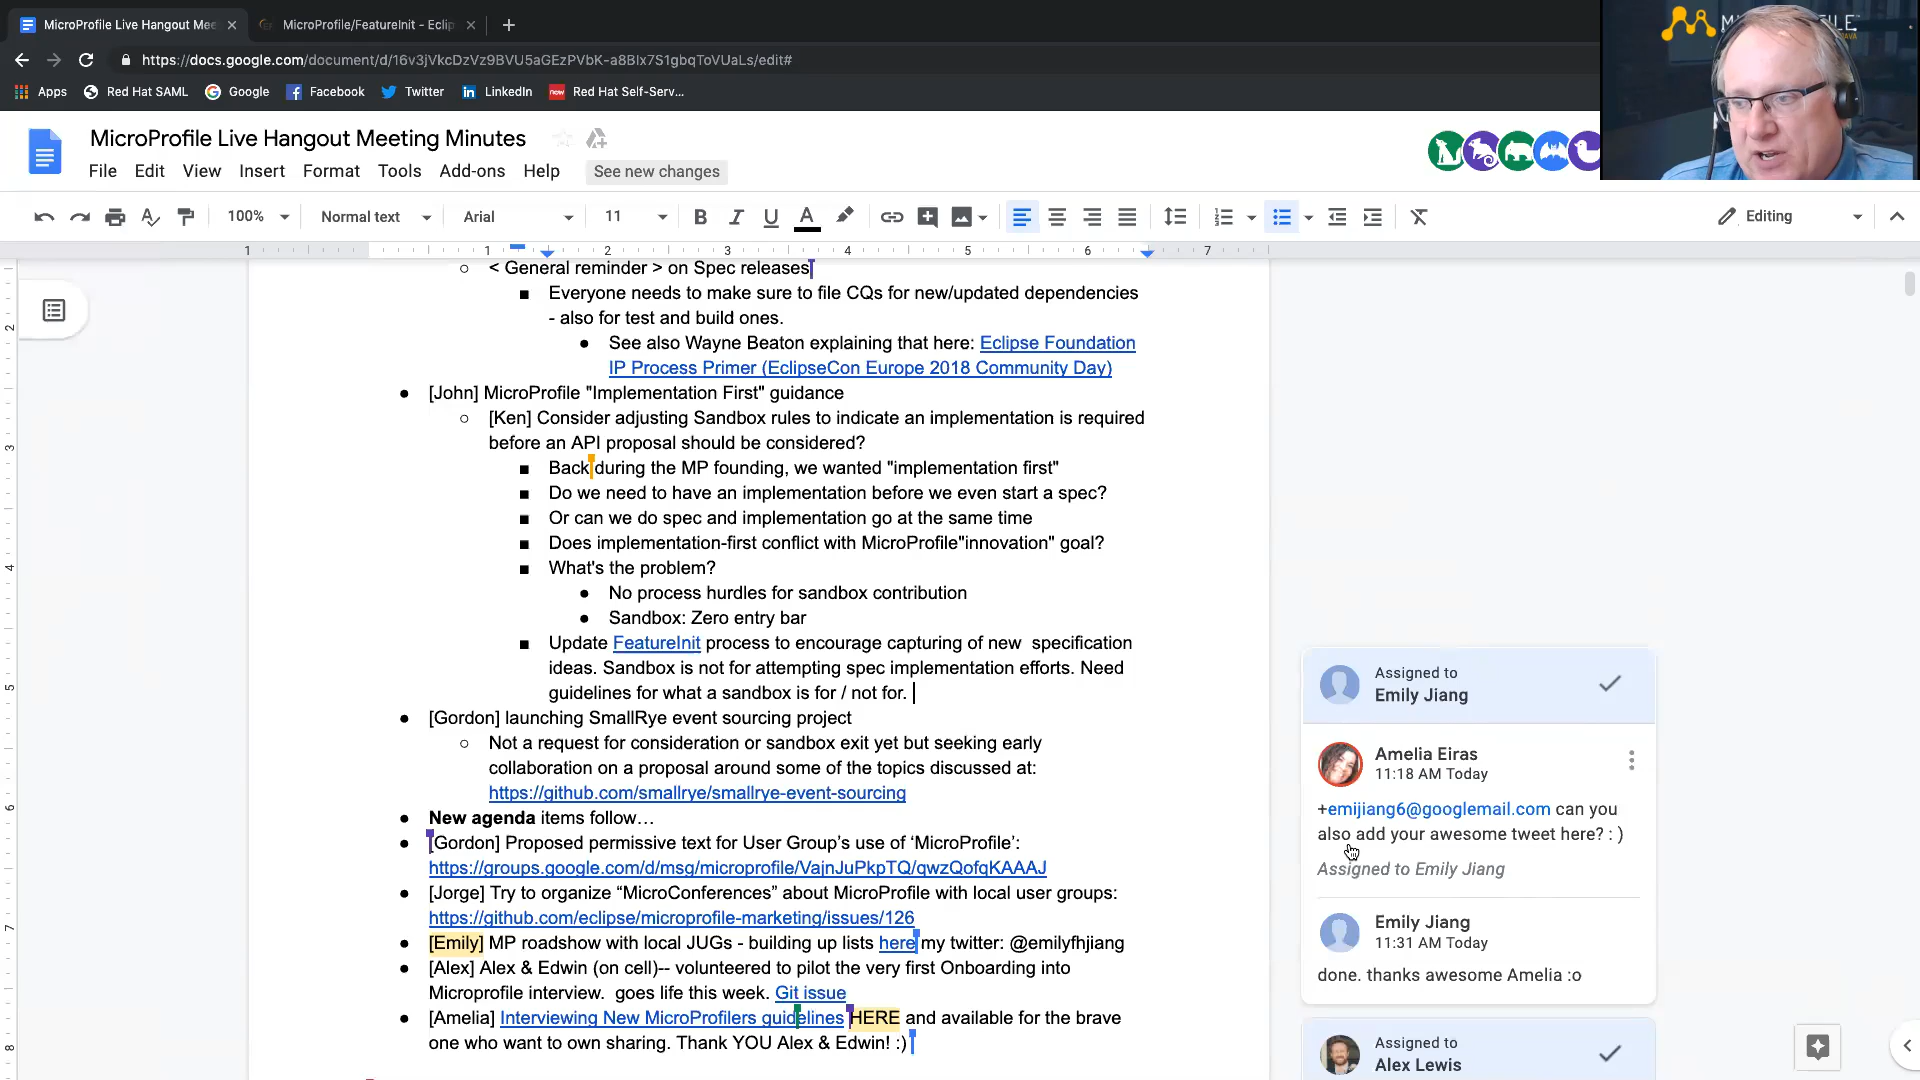 MicroProfile Live Hangout Mee
MicroProfile/FeatureInit - Eclip
https://docs.google.com/document/d/16v3jVkcDzVz9BVU5aGEzPVbK-a8BIx7S1gbqToVUaLs/edit#
Apps Red Hat SAML Google Facebook Twitter LinkedIn Red Hat Self-Serv...
MicroProfile Live Hangout Meeting Minutes
File Edit View Insert Format Tools Add-ons Help See new changes
100% Normal text Arial 11 B I U A Editing
1 1 2 3 4 5 6 7
○ < General reminder > on Spec releases
■ Everyone needs to make sure to file CQs for new/updated dependencies
- also for test and build ones.
● See also Wayne Beaton explaining that here: Eclipse Foundation
IP Process Primer (EclipseCon Europe 2018 Community Day)
● [John] MicroProfile "Implementation First" guidance
○ [Ken] Consider adjusting Sandbox rules to indicate an implementation is required
before an API proposal should be considered?
■ Back during the MP founding, we wanted "implementation first"
■ Do we need to have an implementation before we even start a spec?
■ Or can we do spec and implementation go at the same time
■ Does implementation-first conflict with MicroProfile"innovation" goal?
■ What's the problem?
● No process hurdles for sandbox contribution
● Sandbox: Zero entry bar
■ Update FeatureInit process to encourage capturing of new  specification
ideas. Sandbox is not for attempting spec implementation efforts. Need
guidelines for what a sandbox is for / not for.
● [Gordon] launching SmallRye event sourcing project
○ Not a request for consideration or sandbox exit yet but seeking early
collaboration on a proposal around some of the topics discussed at:
https://github.com/smallrye/smallrye-event-sourcing
● New agenda items follow…
● [Gordon] Proposed permissive text for User Group’s use of ‘MicroProfile’:
https://groups.google.com/d/msg/microprofile/VajnJuPkpTQ/qwzQofqKAAAJ
● [Jorge] Try to organize “MicroConferences” about MicroProfile with local user groups:
https://github.com/eclipse/microprofile-marketing/issues/126
● [Emily] MP roadshow with local JUGs - building up lists here my twitter: @emilyfhjiang
● [Alex] Alex & Edwin (on cell)-- volunteered to pilot the very first Onboarding into
Microprofile interview.  goes life this week. Git issue
● [Amelia] Interviewing New MicroProfilers guidelines HERE and available for the brave
one who want to own sharing. Thank YOU Alex & Edwin! :)
2
3
4
5
6
7
8
Assigned to
Emily Jiang
Amelia Eiras
11:18 AM Today
+emijiang6@googlemail.com can you
also add your awesome tweet here? : )
Assigned to Emily Jiang
Emily Jiang
11:31 AM Today
done. thanks awesome Amelia :o
Assigned to
Alex Lewis